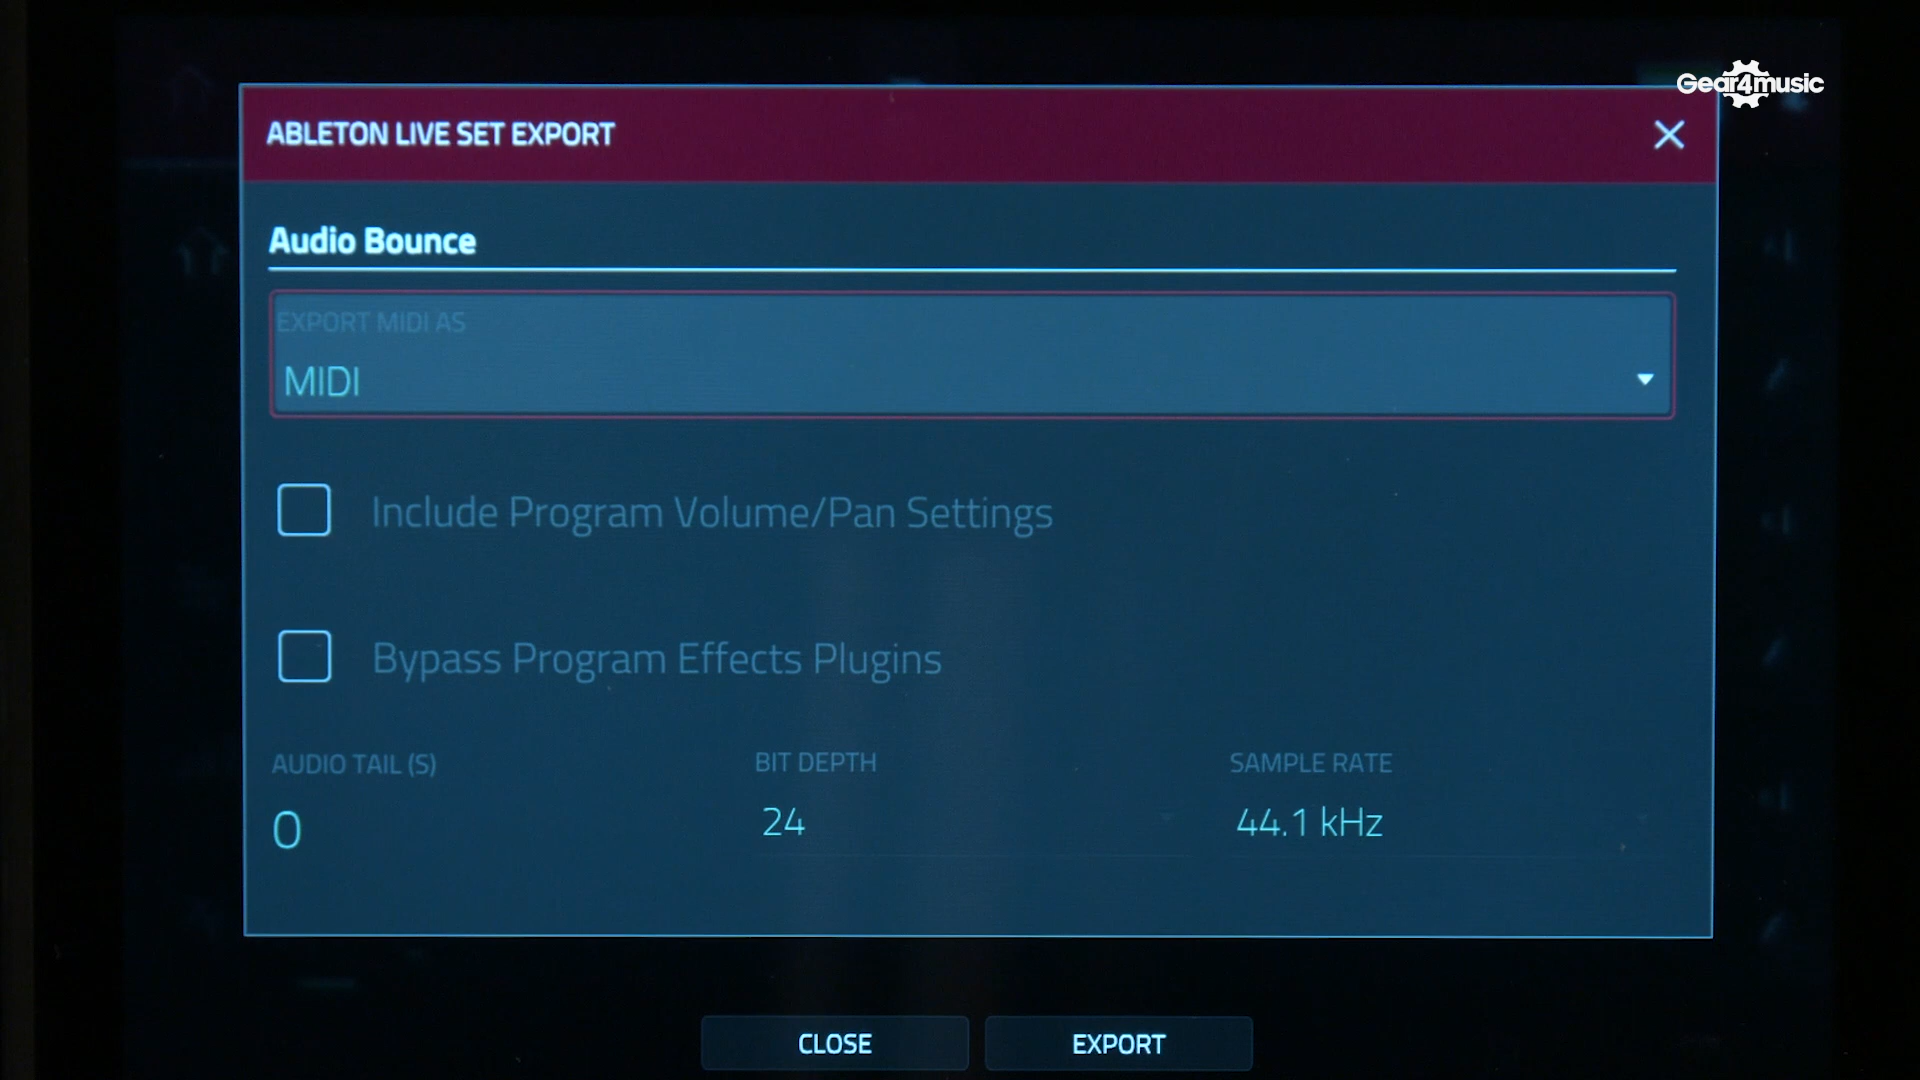 Gear4music
ABLETON LIVE SET EXPORT
Audio Bounce
EXPORT MIDI AS
MIDI
Include Program Volume/Pan Settings
Bypass Program Effects Plugins
AUDIO TAIL (S)
BIT DEPTH
SAMPLE RATE
0
24
44.1 kHz
CLOSE
EXPORT